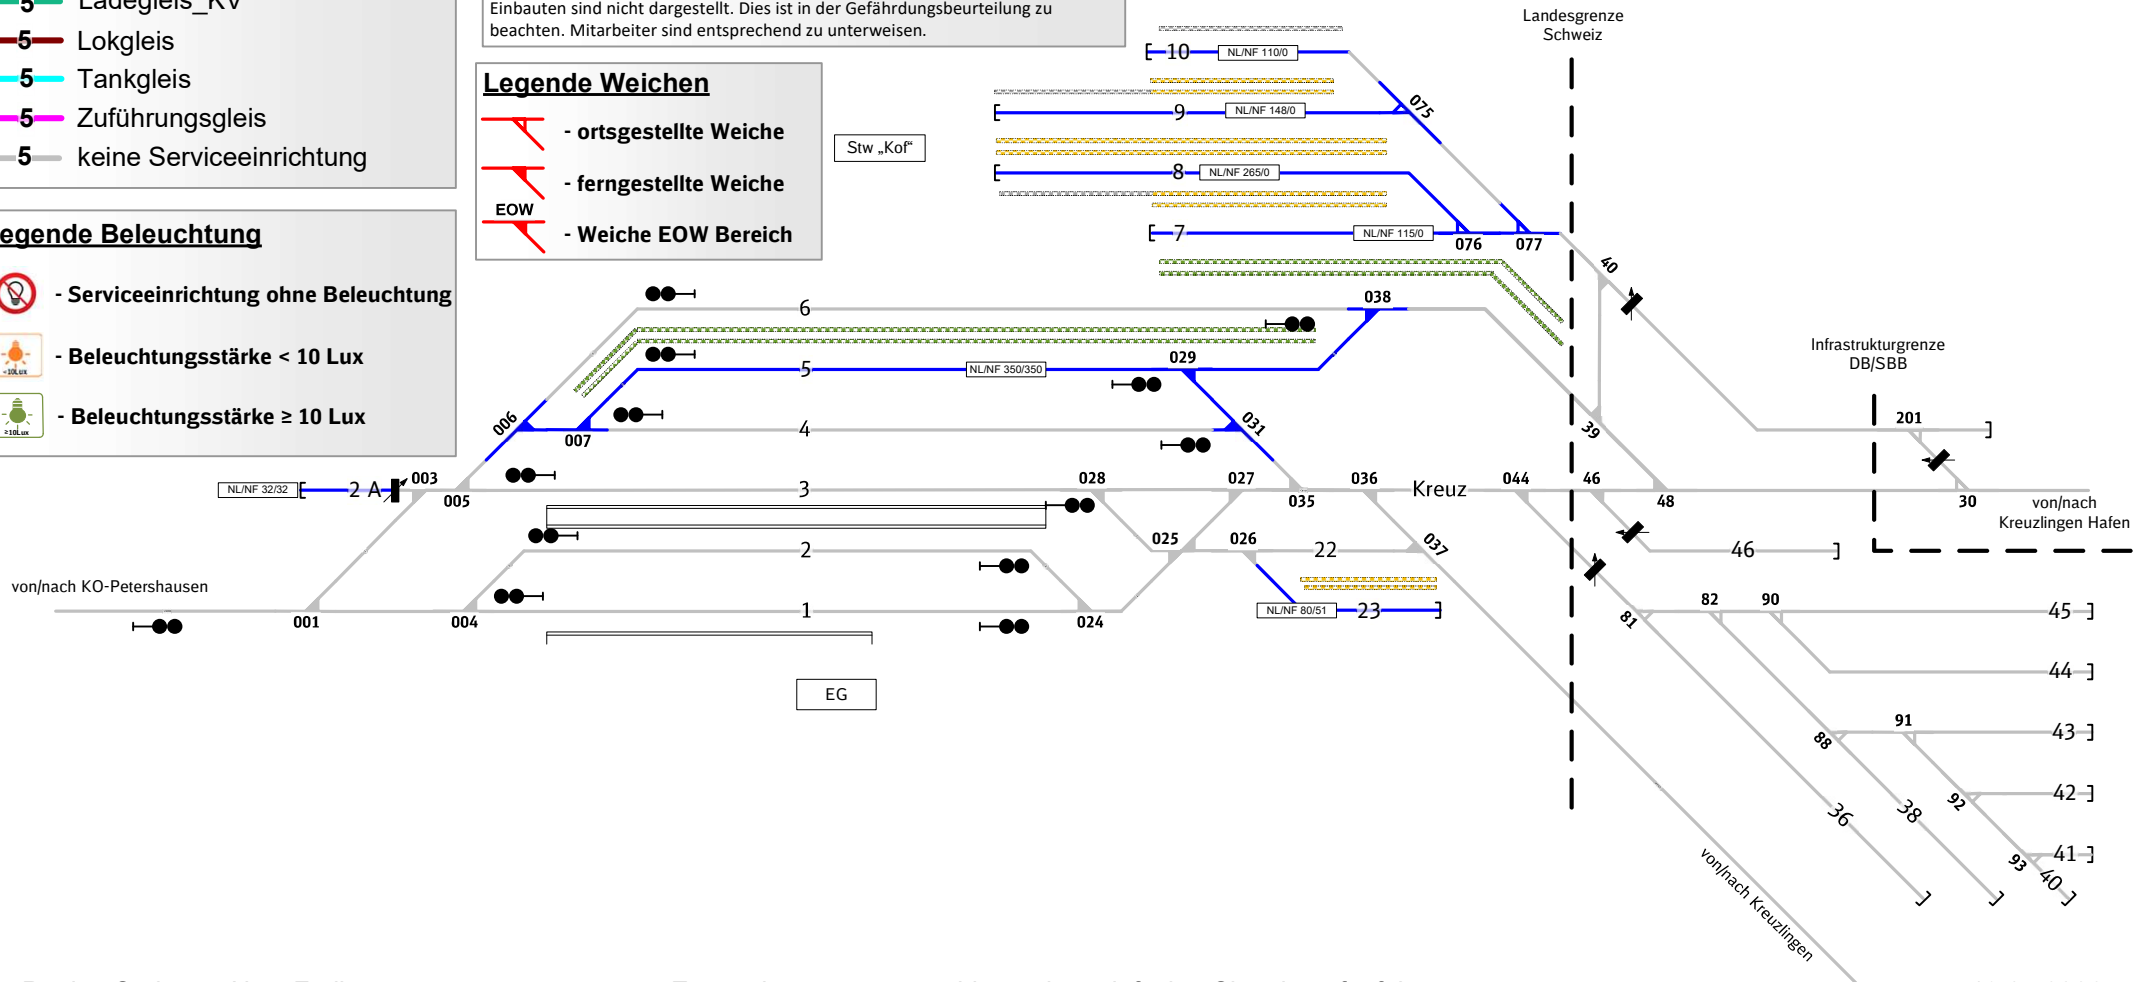 5 Ladegleis_KV
5 Lokgleis
5 Tankgleis
5 Zuführungsgleis
5 keine Serviceeinrichtung
Einbauten sind nicht dargestellt. Dies ist in der Gefährdungsbeurteilung zu
beachten. Mitarbeiter sind entsprechend zu unterweisen.
Legende Weichen
- ortsgestellte Weiche
- ferngestellte Weiche
EOW
- Weiche EOW Bereich
egende Beleuchtung
- Serviceeinrichtung ohne Beleuchtung
<10Lux
- Beleuchtungsstärke < 10 Lux
≥10Lux
- Beleuchtungsstärke ≥ 10 Lux
Stw „Kof“
Landesgrenze
Schweiz
10 NL/NF 110/0
075
9 NL/NF 148/0
8 NL/NF 265/0
7 NL/NF 115/0
076
077
40
6
038
Infrastrukturgrenze
DB/SBB
029
5 NL/NF 350/350
006
007
4
031
39
201
NL/NF 32/32
2 A
003
005
3
028
027
035
036
Kreuz
044
46
48
30
von/nach
Kreuzlingen Hafen
2
025
026
22
037
46
von/nach KO-Petershausen
001
004
1
024
NL/NF 80/51
23
81
82
90
45
44
EG
88
91
43
92
42
36
38
93
41
40
von/nach Kreuzlingen